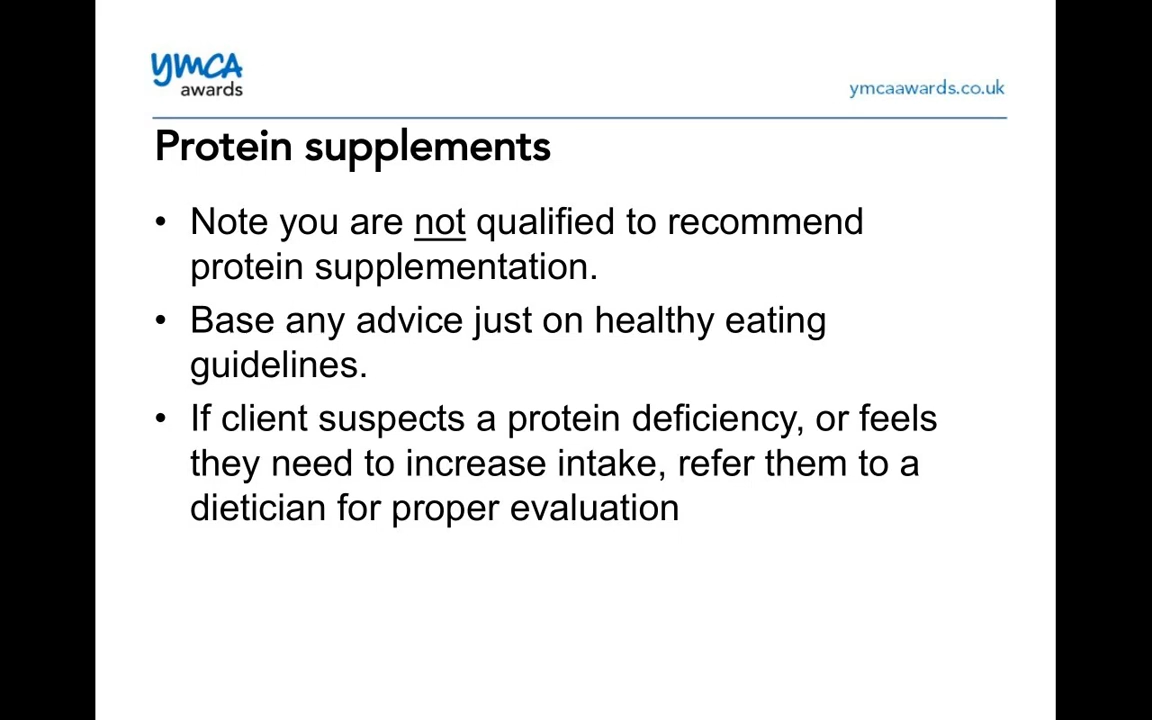 YMCA
awards
ymcaawards.co.uk
Protein supplements
• Note you are not qualified to recommend
protein supplementation.
• Base any advice just on healthy eating
guidelines.
• If client suspects a protein deficiency, or feels
they need to increase intake, refer them to a
dietician for proper evaluation